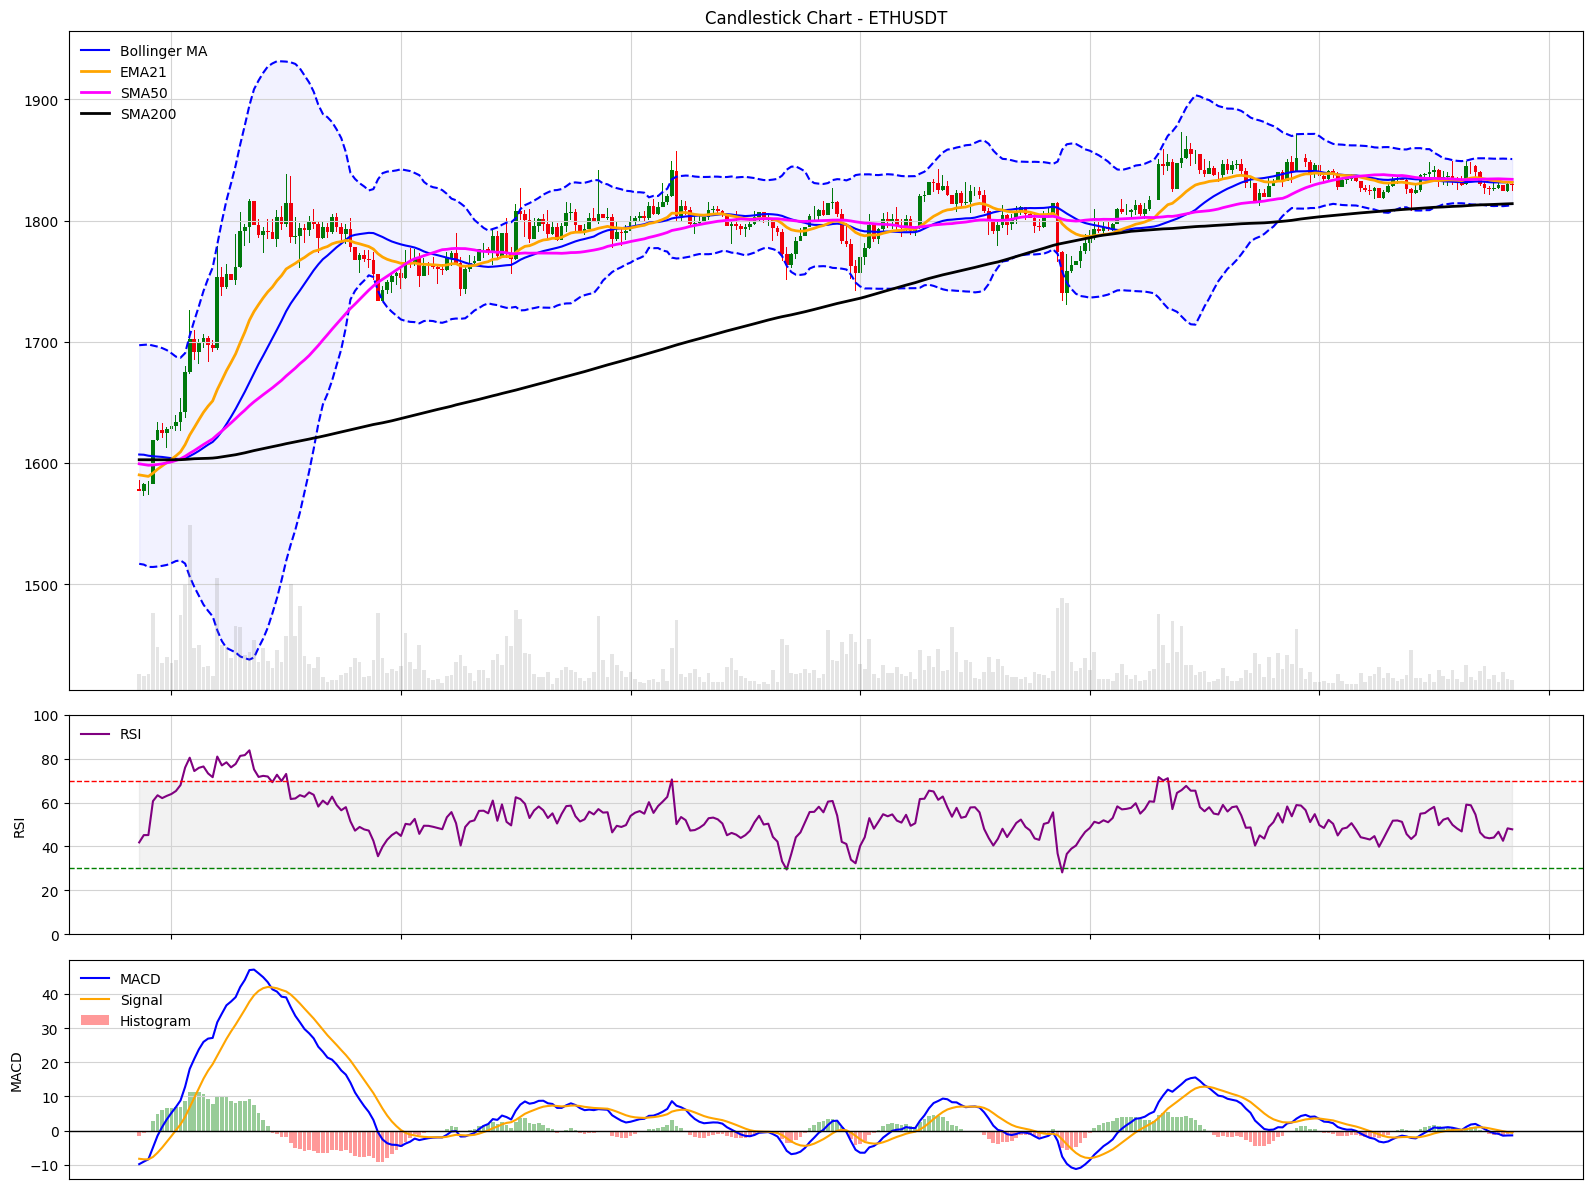 Candlestick Chart - ETHUSDT
Bollinger MA
EMA21
SMA50
SMA200
1900
1800
1700
1600
1500
RSI
100
80
60
40
20
0
RSI
MACD
Signal
Histogram
40
30
20
10
0
−10
MACD